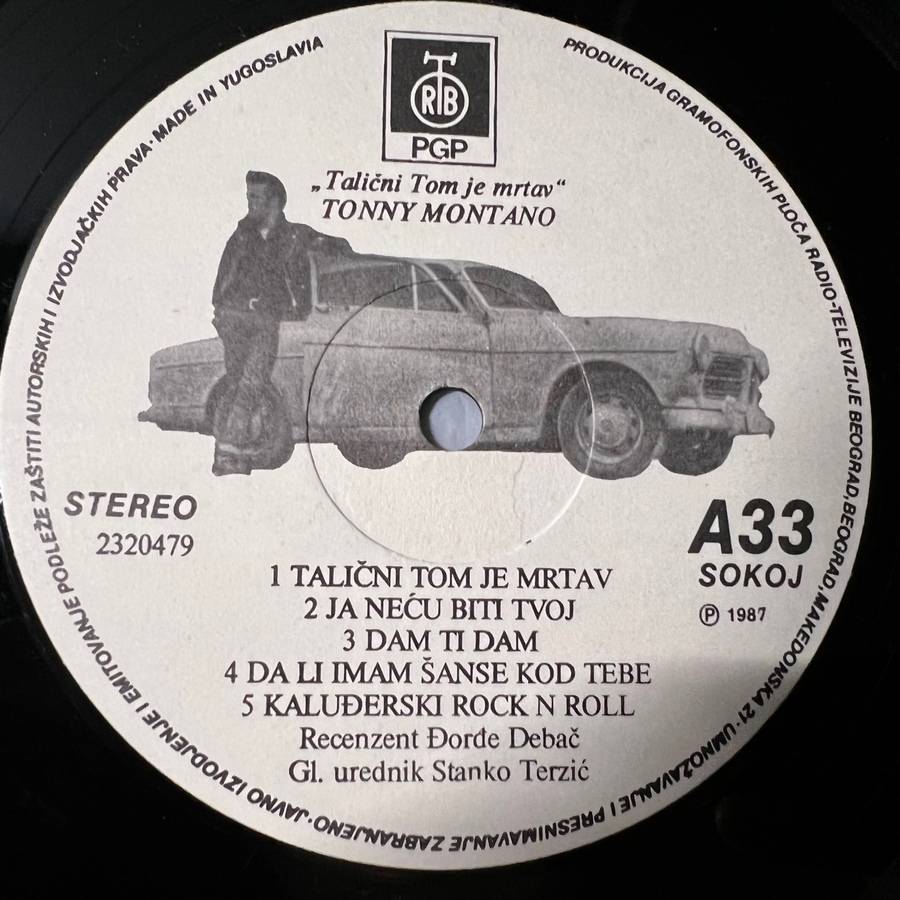 PRODUKCIJA GRAMOFONSKIH PLOČA RADIO-TELEVIZIJE BEOGRAD, BEOGRAD, MAKEDONSKA 21 · UMNOŽAVANJE I PRESNIMAVANJE ZABRANJENO · JAVNO IZVODJENJE I EMITOVANJE PODLEŽE ZAŠTITI AUTORSKIH I IZVODJAČKIH PRAVA · MADE IN YUGOSLAVIA
RTB
PGP
„Talični Tom je mrtav“
TONNY MONTANO
STEREO
2320479
A33
SOKOJ
℗ 1987
1 TALIČNI TOM JE MRTAV
2 JA NEĆU BITI TVOJ
3 DAM TI DAM
4 DA LI IMAM ŠANSE KOD TEBE
5 KALUĐERSKI ROCK N ROLL
Recenzent Đorđe Debač
Gl. urednik Stanko Terzić